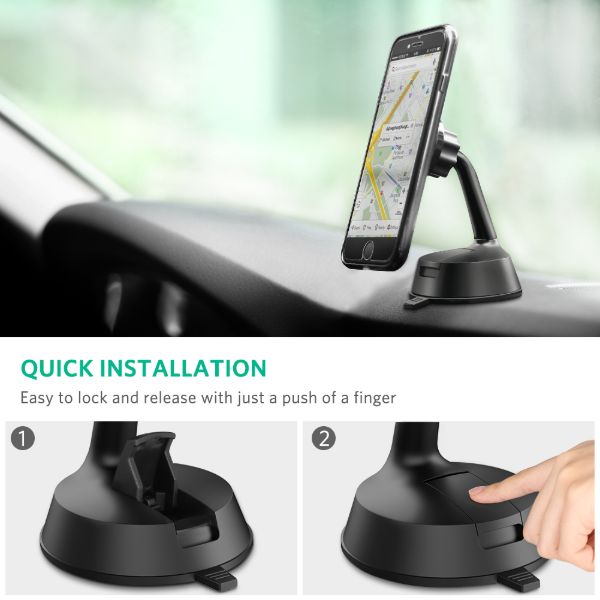 QUICK INSTALLATION
Easy to lock and release with just a push of a finger
1
2